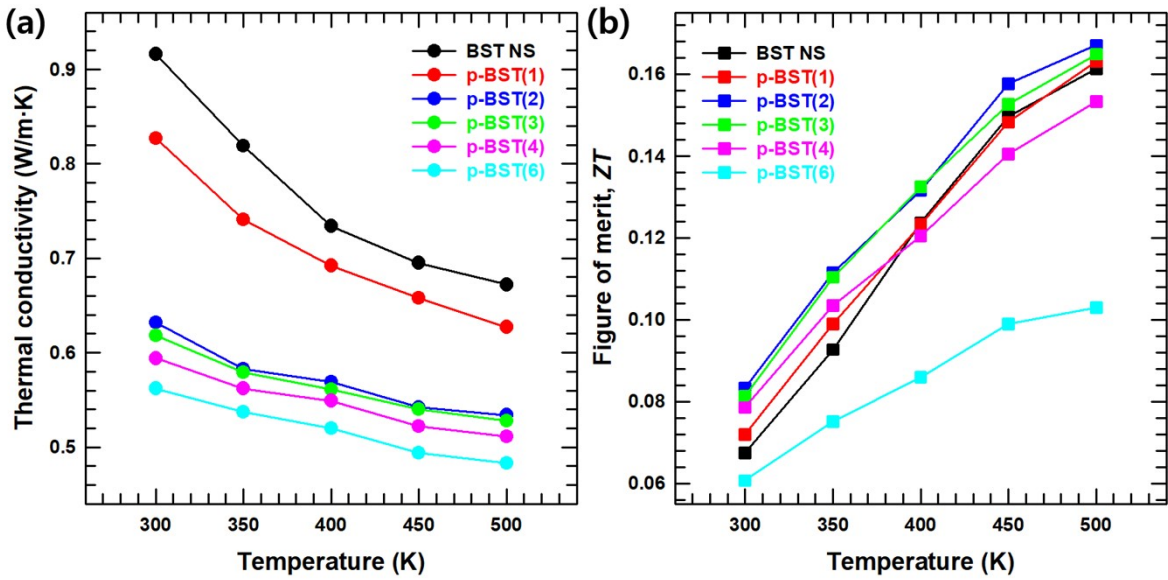 (a)
Thermal conductivity (W/m·K)
0.9
0.8
0.7
0.6
0.5
BST NS
p-BST(1)
p-BST(2)
p-BST(3)
p-BST(4)
p-BST(6)
300
350
400
450
500
Temperature (K)
(b)
Figure of merit, ZT
0.16
0.14
0.12
0.10
0.08
0.06
BST NS
p-BST(1)
p-BST(2)
p-BST(3)
p-BST(4)
p-BST(6)
300
350
400
450
500
Temperature (K)